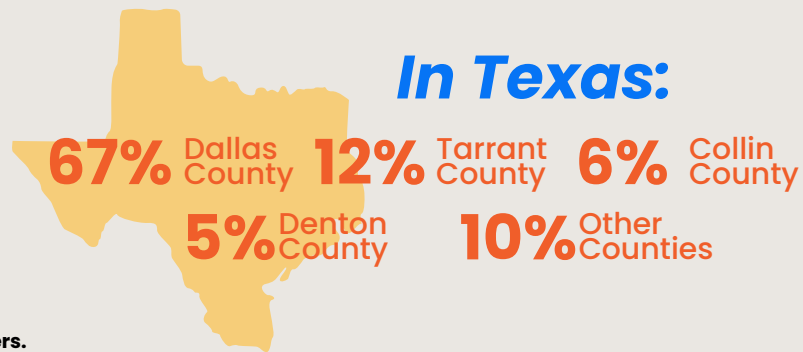 In Texas:
67% Dallas County 12% Tarrant County 6% Collin County
5% Denton County 10% Other Counties